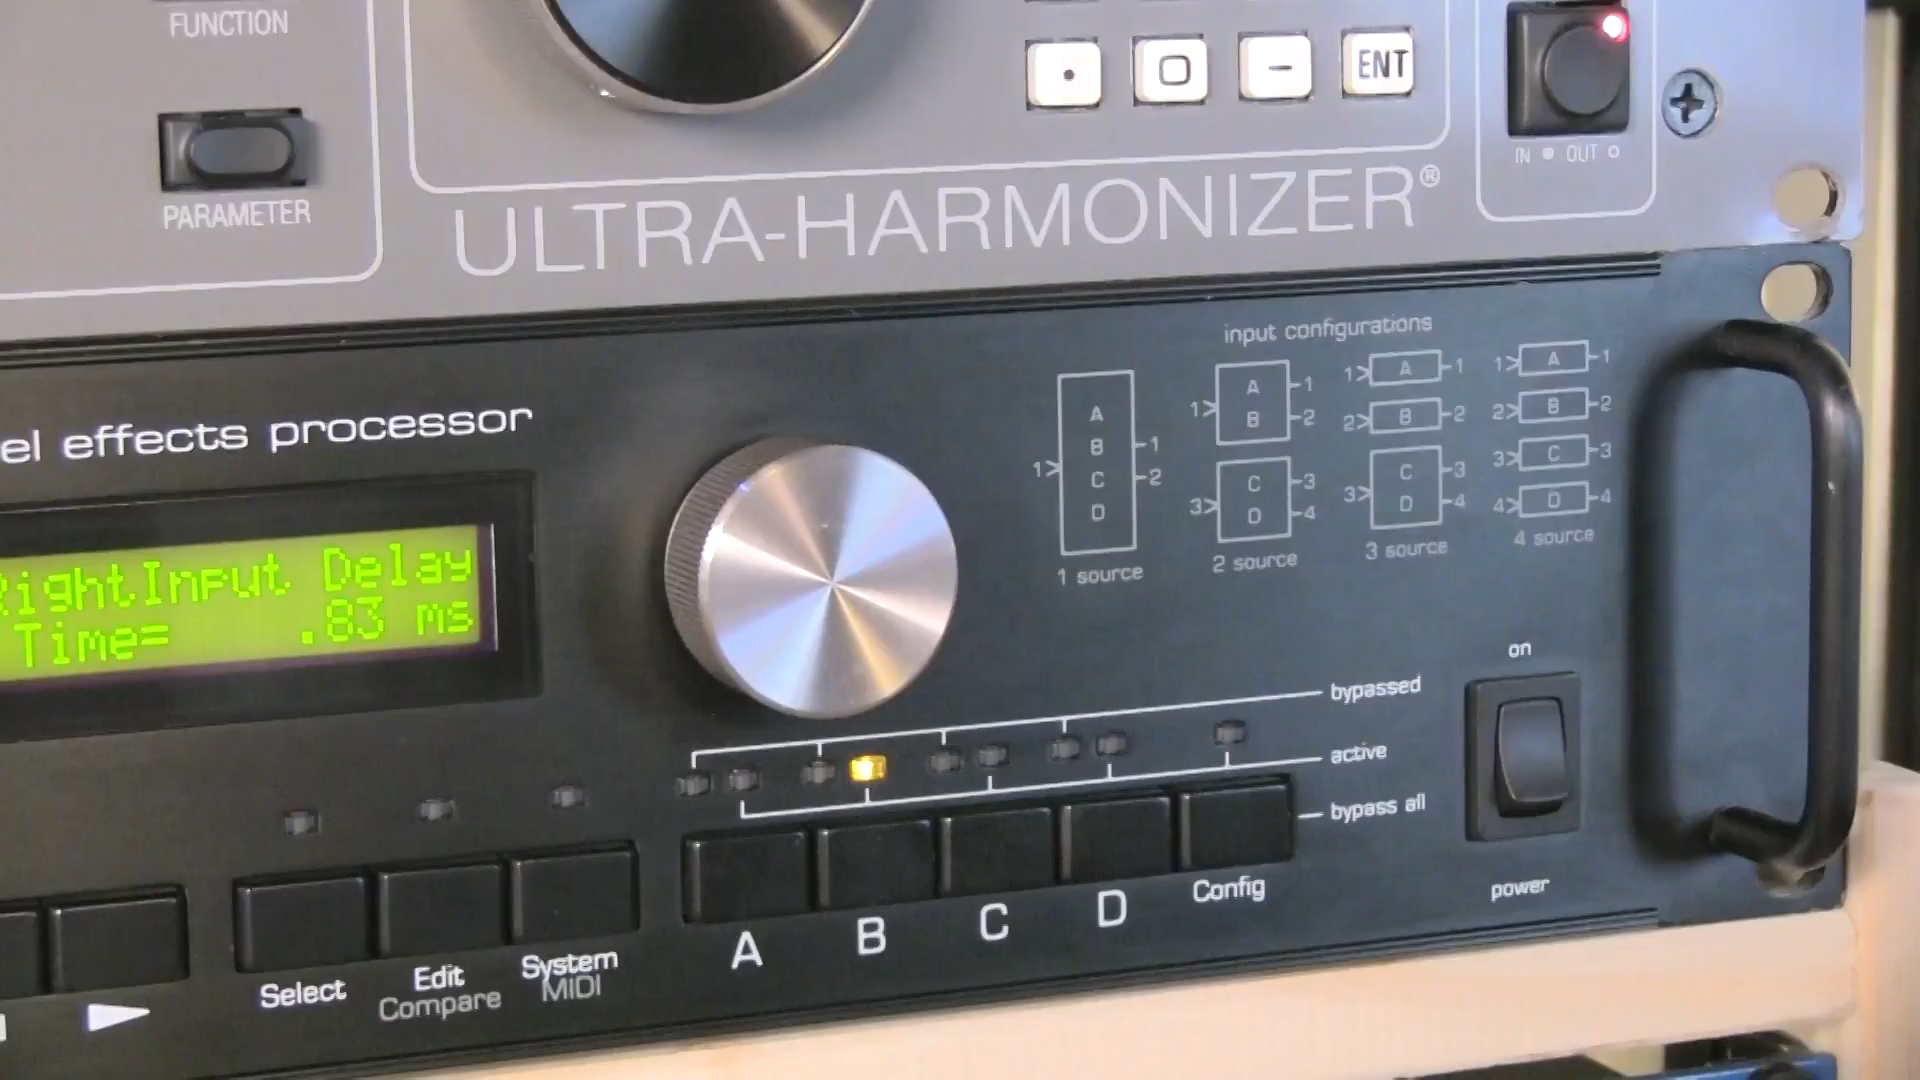 FUNCTION
PARAMETER
ENT
IN OUT
ULTRA-HARMONIZER®
el effects processor
RightInput Delay
Time= .83 ms
input configurations
A
B
C
D
1>
1
2
1 source
A
B
1>
1
2
C
D
3>
3
4
2 source
1> A 1
2> B 2
C
D
3>
3
4
3 source
1> A 1
2> B 2
3> C 3
4> D 4
4 source
bypassed
active
bypass all
on
power
Select
Edit
Compare
System
MIDI
A
B
C
D
Config